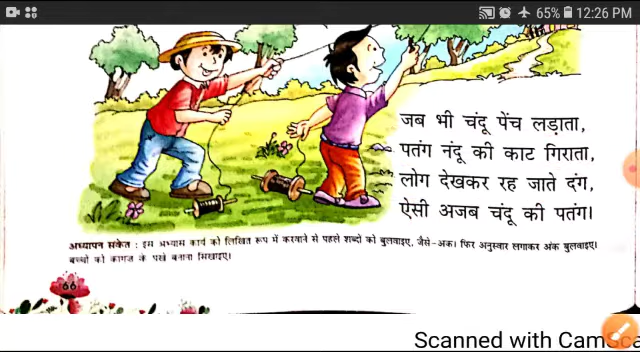 65% 12:26 PM
जब भी चंदू पेंच लड़ाता,
पतंग नंदू की काट गिराता,
लोग देखकर रह जाते दंग,
ऐसी अजब चंदू की पतंग।
अध्यापन संकेत : इस अभ्यास कार्य को लिखित रूप में करवाने से पहले शब्दों को बुलवाइए, जैसे-अक। फिर अनुस्वार लगाकर अंक बुलवाइए।
बच्चों को कागज के पंखे बनाना सिखाइए।
66
Scanned with CamSca